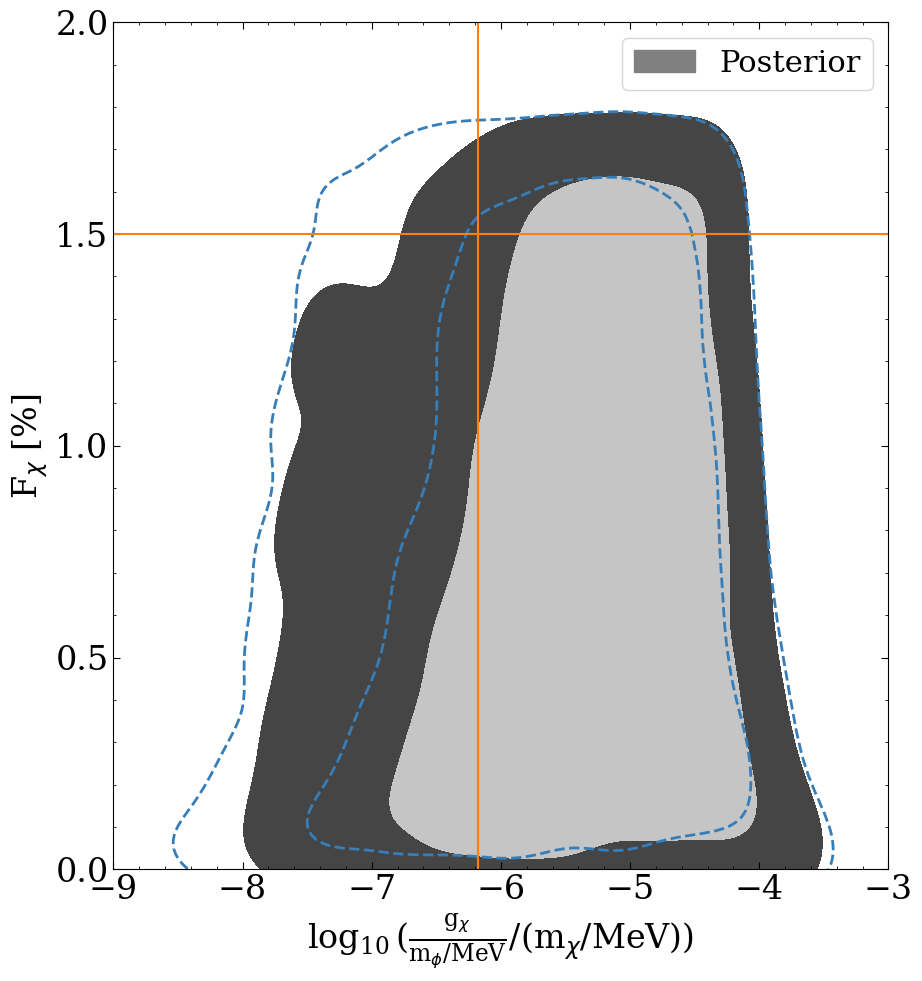 2.0
Posterior
1.5
1.0
0.5
0.0
F_χ [%]
−9 −8 −7 −6 −5 −4 −3
log₁₀ (g_χ / m_ϕ/MeV /(m_χ/MeV))